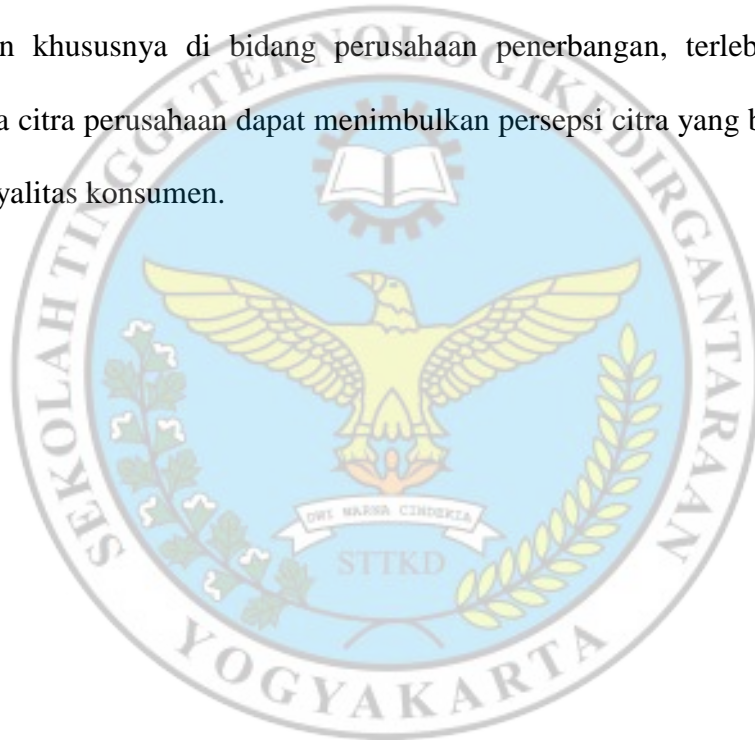 n khususnya di bidang perusahaan penerbangan, terleb
a citra perusahaan dapat menimbulkan persepsi citra yang b
yalitas konsumen.
SEKOLAH TINGGI TEKNOLOGI KEDIRGANTARAAN
DWI WARNA CENDEKIA
STTKD
YOGYAKARTA